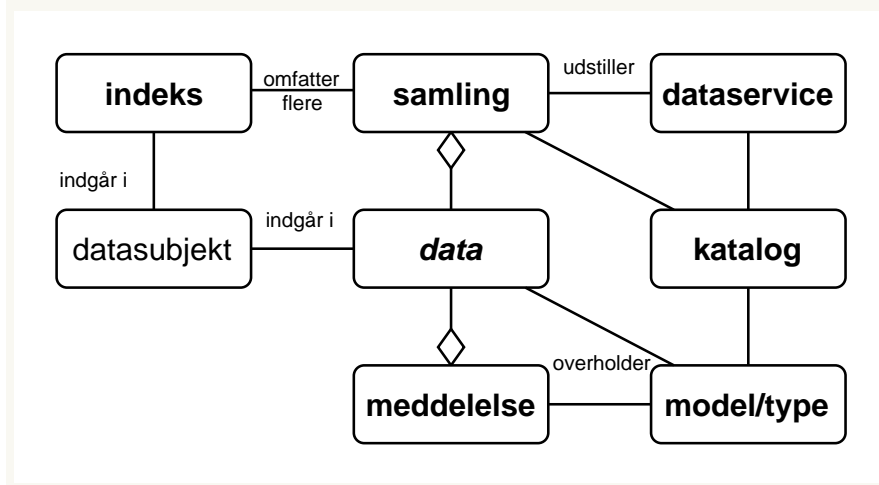 indeks
omfatter
flere
samling
udstiller
dataservice
indgår i
datasubjekt
indgår i
data
katalog
meddelelse
overholder
model/type